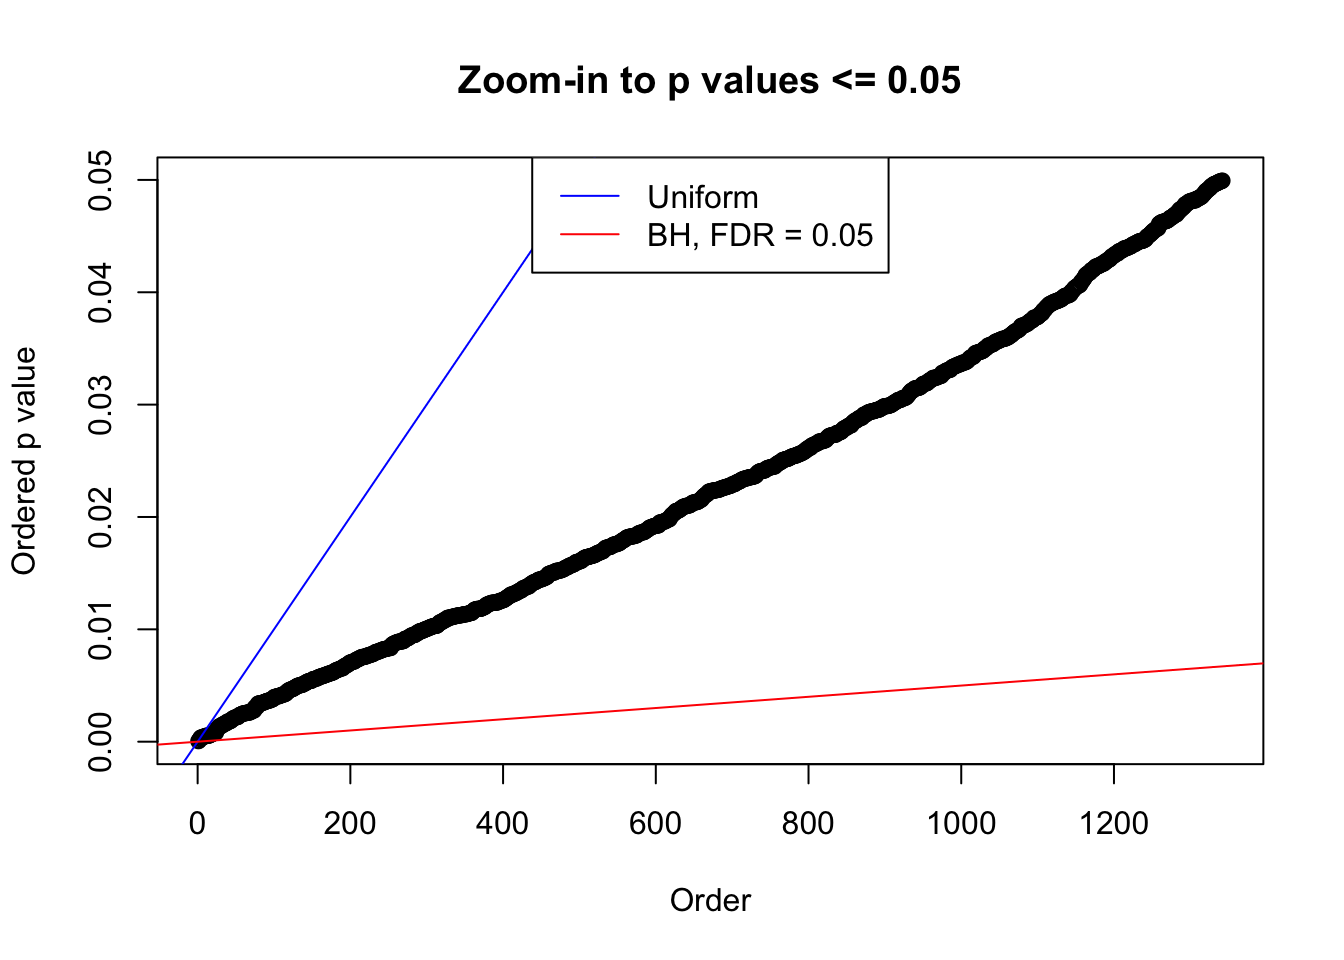 Zoom-in to p values <= 0.05
Uniform
BH, FDR = 0.05
Ordered p value
0.05
0.04
0.03
0.02
0.01
0.00
0 200 400 600 800 1000 1200
Order